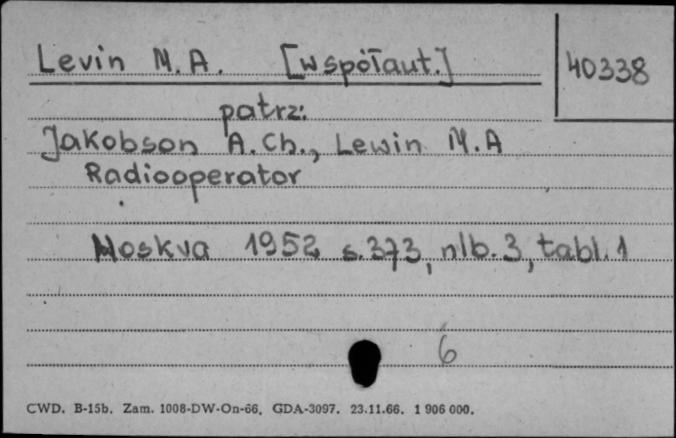 Levin M.A. [współaut.] 40338
patrz:
Jakobson A.Ch., Lewin M.A
Radiooperator
Moskva 1952 s.373, nlb.3, tabl.1
6
CWD. B-15b. Zam. 1008-DW-On-66. GDA-3097. 23.11.66. 1 906 000.